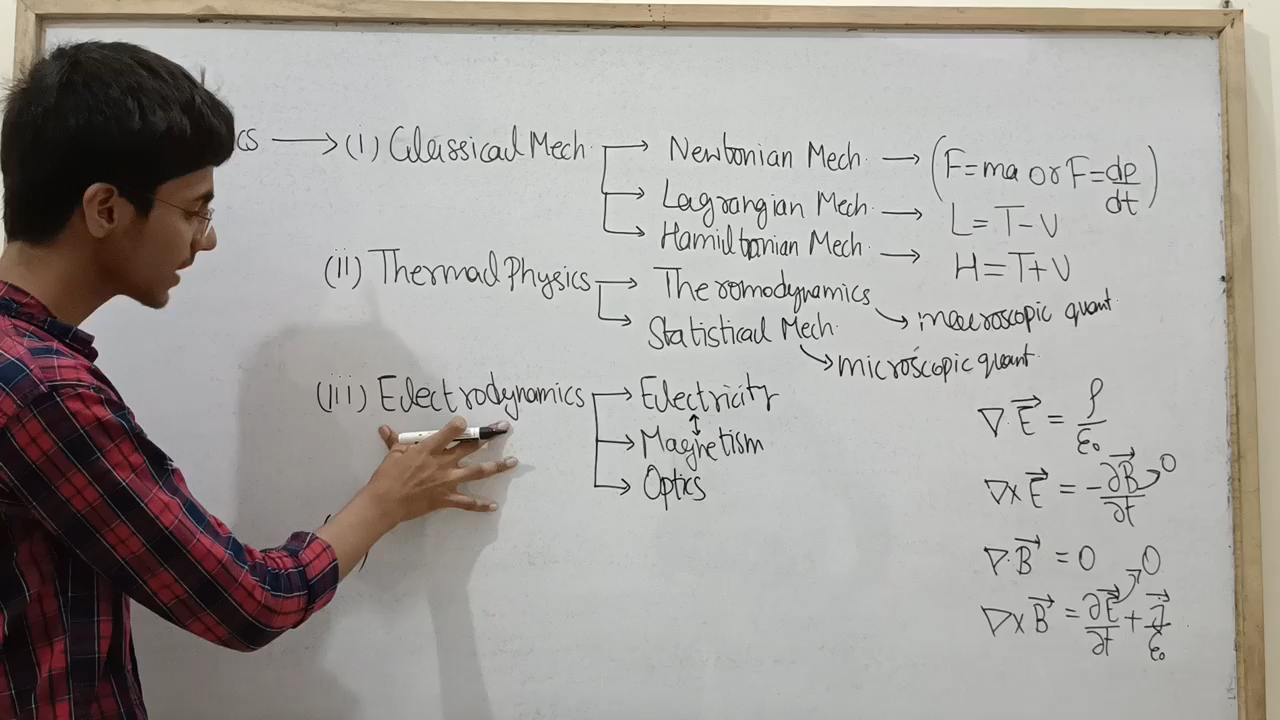 cs → (i) Classical Mech. → Newtonian Mech. → (F=ma or F=dp/dt)
→ Lagrangian Mech. → L=T-V
→ Hamiltonian Mech. → H=T+V
(ii) Thermal Physics → Theromodynamics → macroscopic quant.
→ Statistical Mech. → microscopic quant.
(iii) Electrodynamics → Electricity
↕
→ Magnetism
→ Optics
∇.E⃗ = ρ/ε₀
∇×E⃗ = -∂B⃗/∂t → 0
∇.B⃗ = 0
∇×B⃗ = ∂E⃗/∂t → 0 + J⃗/ε₀